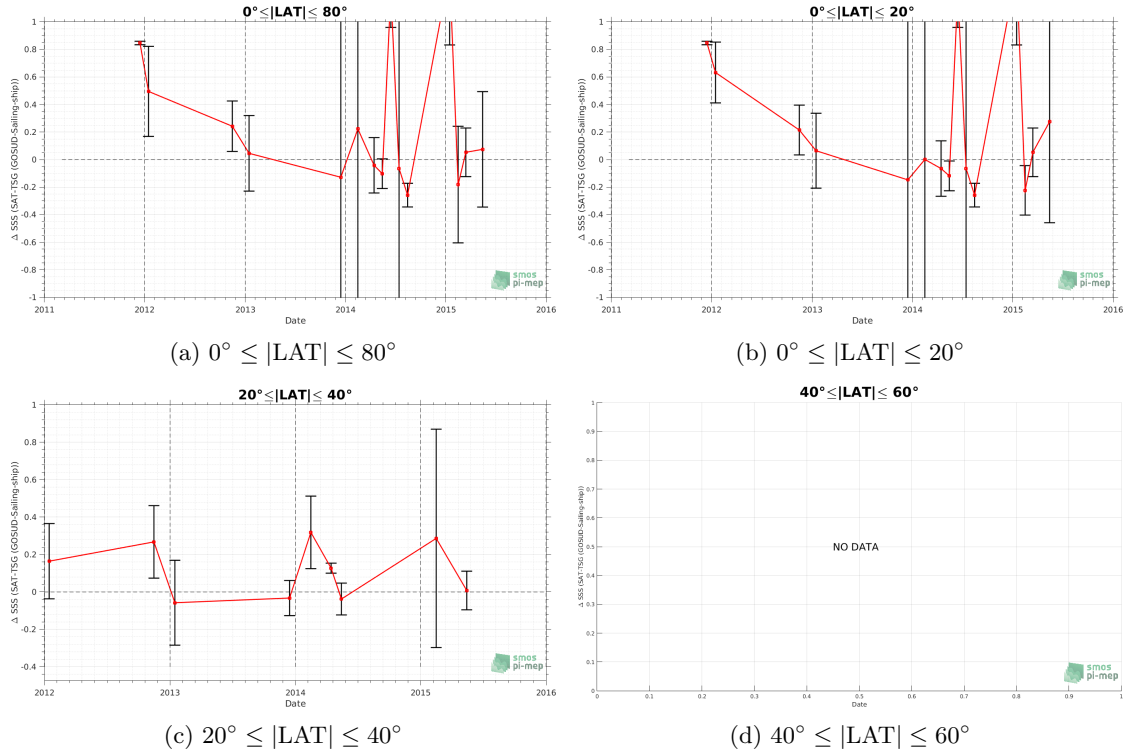 0°≤|LAT|≤ 80°
1
0.8
0.6
0.4
0.2
0
-0.2
-0.4
-0.6
-0.8
-1
Δ SSS (SAT-TSG (GOSUD-Sailing-ship))
2011
2012
2013
2014
2015
2016
Date
smos
pi-mep
(a) 0° ≤ |LAT| ≤ 80°
0°≤|LAT|≤ 20°
1
0.8
0.6
0.4
0.2
0
-0.2
-0.4
-0.6
-0.8
-1
Δ SSS (SAT-TSG (GOSUD-Sailing-ship))
2011
2012
2013
2014
2015
2016
Date
smos
pi-mep
(b) 0° ≤ |LAT| ≤ 20°
20°≤|LAT|≤ 40°
1
0.8
0.6
0.4
0.2
0
-0.2
-0.4
Δ SSS (SAT-TSG (GOSUD-Sailing-ship))
2012
2013
2014
2015
2016
Date
smos
pi-mep
(c) 20° ≤ |LAT| ≤ 40°
40°≤|LAT|≤ 60°
1
0.9
0.8
0.7
0.6
0.5
0.4
0.3
0.2
0.1
0
Δ SSS (SAT-TSG (GOSUD-Sailing-ship))
NO DATA
0
0.1
0.2
0.3
0.4
0.5
0.6
0.7
0.8
0.9
1
Date
smos
pi-mep
(d) 40° ≤ |LAT| ≤ 60°